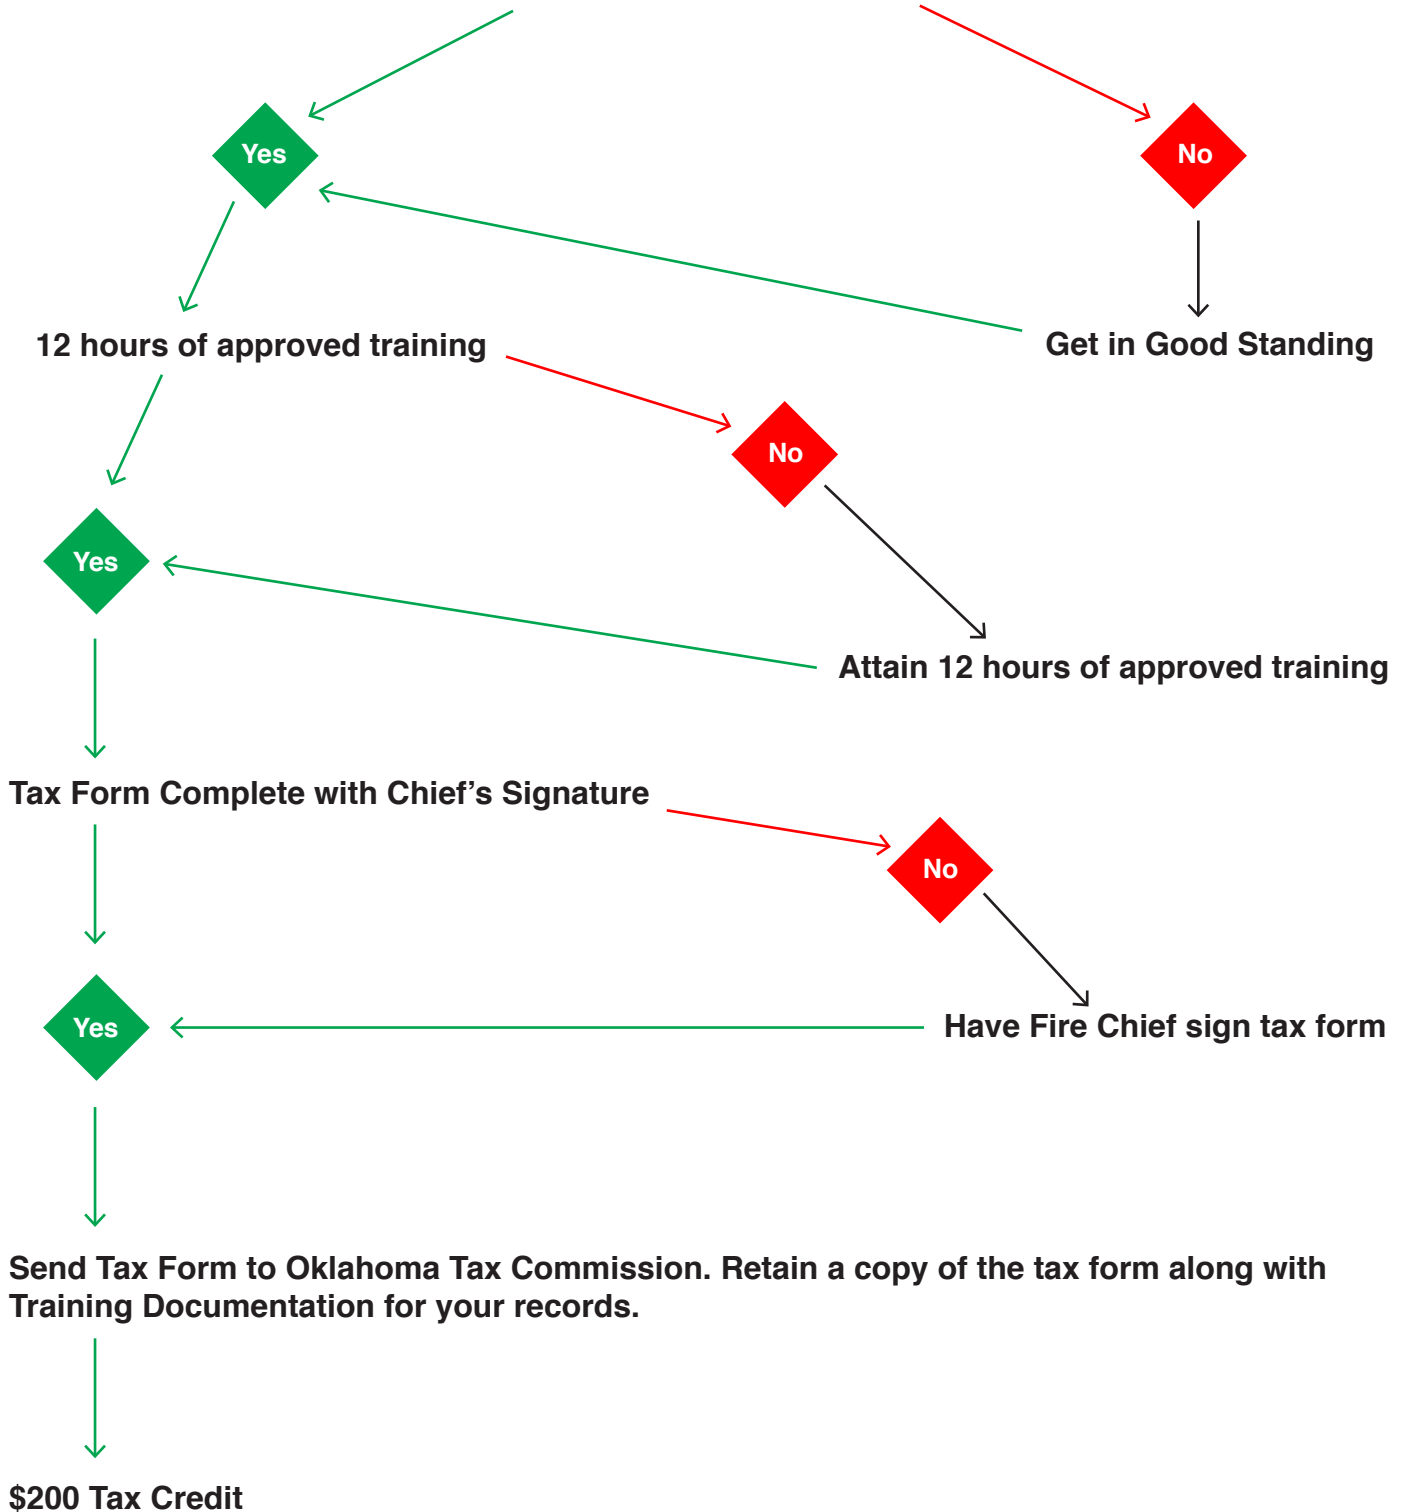 Yes
No
12 hours of approved training
Get in Good Standing
No
Yes
Attain 12 hours of approved training
Tax Form Complete with Chief’s Signature
No
Yes
Have Fire Chief sign tax form
Send Tax Form to Oklahoma Tax Commission. Retain a copy of the tax form along with
Training Documentation for your records.
$200 Tax Credit